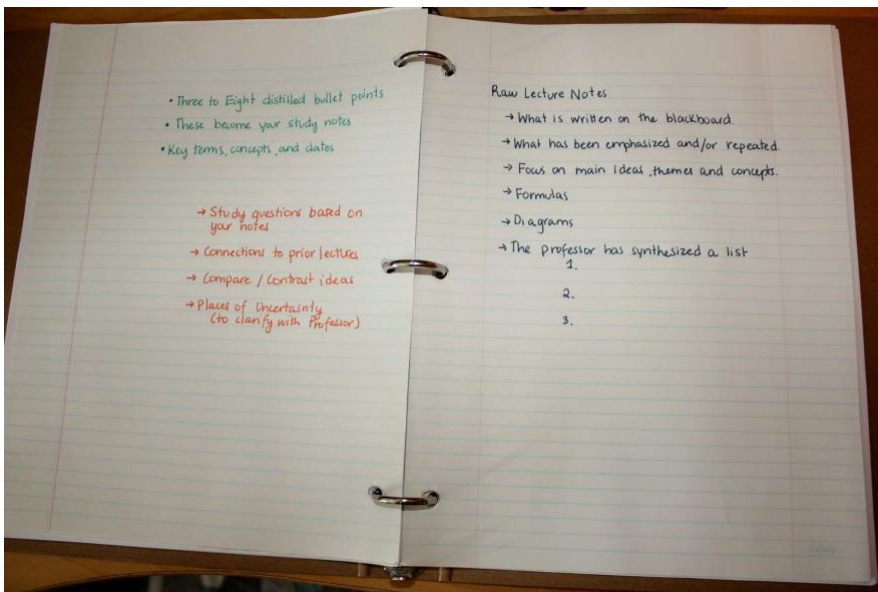 • Three to Eight distilled bullet points
• These become your study notes
• Key terms, concepts, and dates
→ Study questions based on
your notes
→ Connections to prior lectures
→ Compare / Contrast ideas
→ Places of Uncertainty
(to clarify with Professor)
Raw Lecture Notes
→ What is written on the blackboard.
→ What has been emphasized and/or repeated.
→ Focus on main ideas, themes and concepts.
→ Formulas
→ Diagrams
→ The professor has synthesized a list
1.
2.
3.